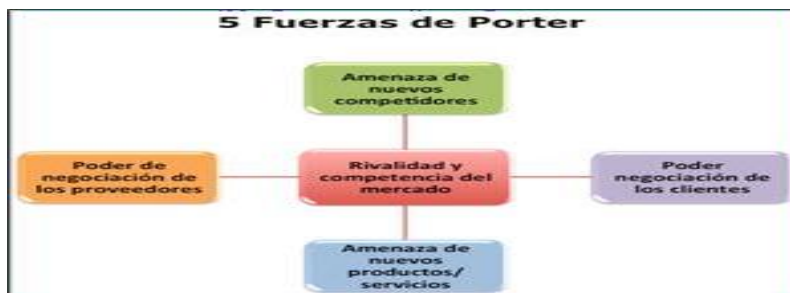 5 Fuerzas de Porter
Amenaza de
nuevos
competidores
Poder de
negociación de
los proveedores
Rivalidad y
competencia del
mercado
Poder
negociación de
los clientes
Amenaza de
nuevos
productos/
servicios